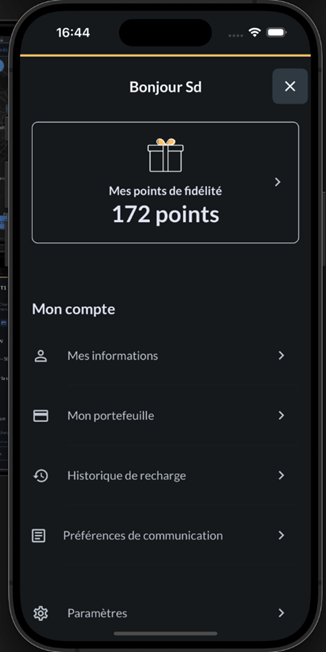 16:44
Bonjour Sd
Mes points de fidélité
172 points
Mon compte
Mes informations
Mon portefeuille
Historique de recharge
Préférences de communication
Paramètres